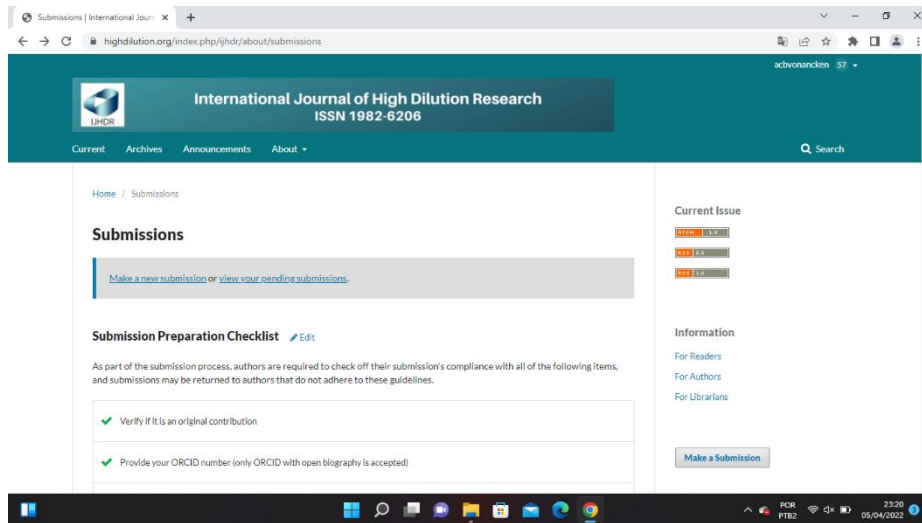 Submissions | International Journ
highdilution.org/index.php/ijhdr/about/submissions
acbvonancken 57
IJHDR
International Journal of High Dilution Research
ISSN 1982-6206
Current Archives Announcements About
Search
Home / Submissions
Submissions
Make a new submission or view your pending submissions.
Submission Preparation Checklist Edit
As part of the submission process, authors are required to check off their submission's compliance with all of the following items,
and submissions may be returned to authors that do not adhere to these guidelines.
Verify if it is an original contribution
Provide your ORCID number (only ORCID with open biography is accepted)
Current Issue
ATOM 1.0
RSS 2.0
RSS 1.0
Information
For Readers
For Authors
For Librarians
Make a Submission
POR
PTB2
23:20
05/04/2022